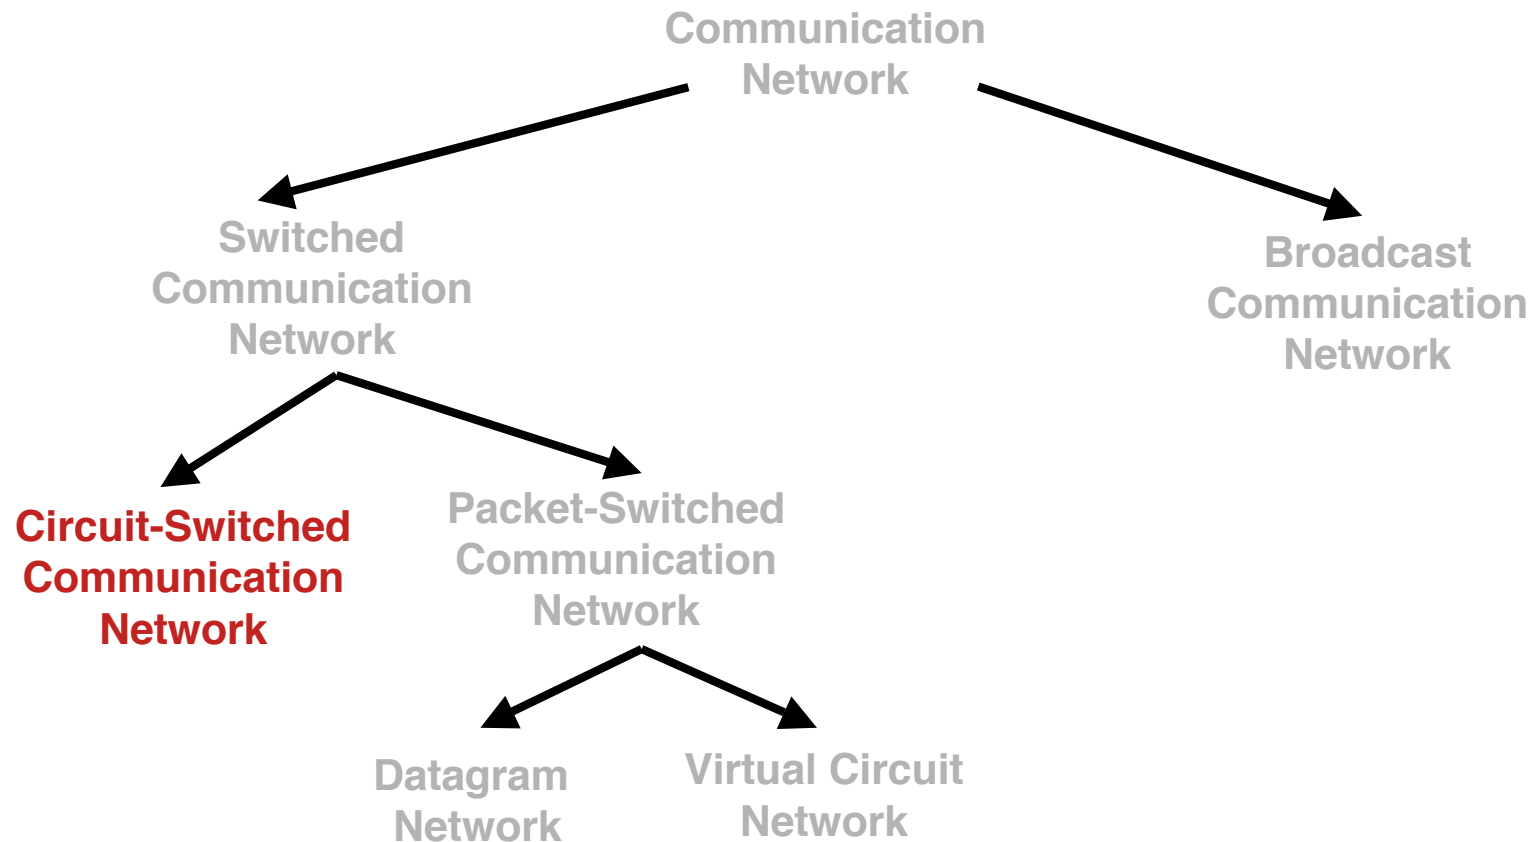 Communication
Network
Switched
Communication
Network
Broadcast
Communication
Network
Circuit-Switched
Communication
Network
Packet-Switched
Communication
Network
Datagram
Network
Virtual Circuit
Network